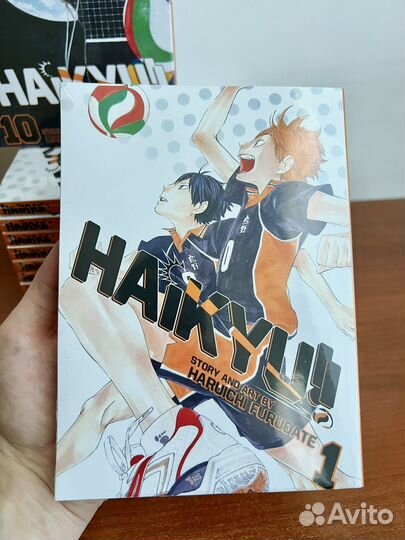 HAIKYU!!
10
HAIKYU!!
STORY AND ART BY
HARUICHI FURUDATE
1
Avito